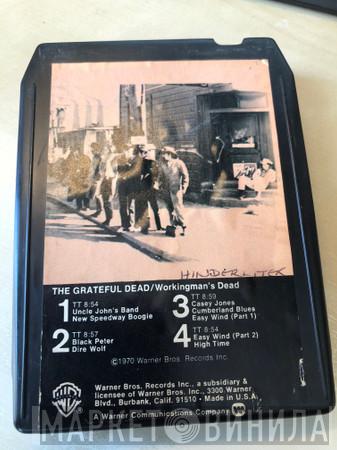 HINDERLITER
THE GRATEFUL DEAD/Workingman's Dead
1 TT 8:54
Uncle John's Band
New Speedway Boogie
2 TT 8:57
Black Peter
Dire Wolf
3 TT 8:59
Casey Jones
Cumberland Blues
Easy Wind (Part 1)
4 TT 8:54
Easy Wind (Part 2)
High Time
©1970 Warner Bros. Records Inc.
Warner Bros. Records Inc., a subsidiary &
licensee of Warner Bros. Inc., 3300 Warner
Blvd., Burbank, Calif. 91510 • Made in U.S.A.
A Warner Communications Company
МАТОВИНИЛА